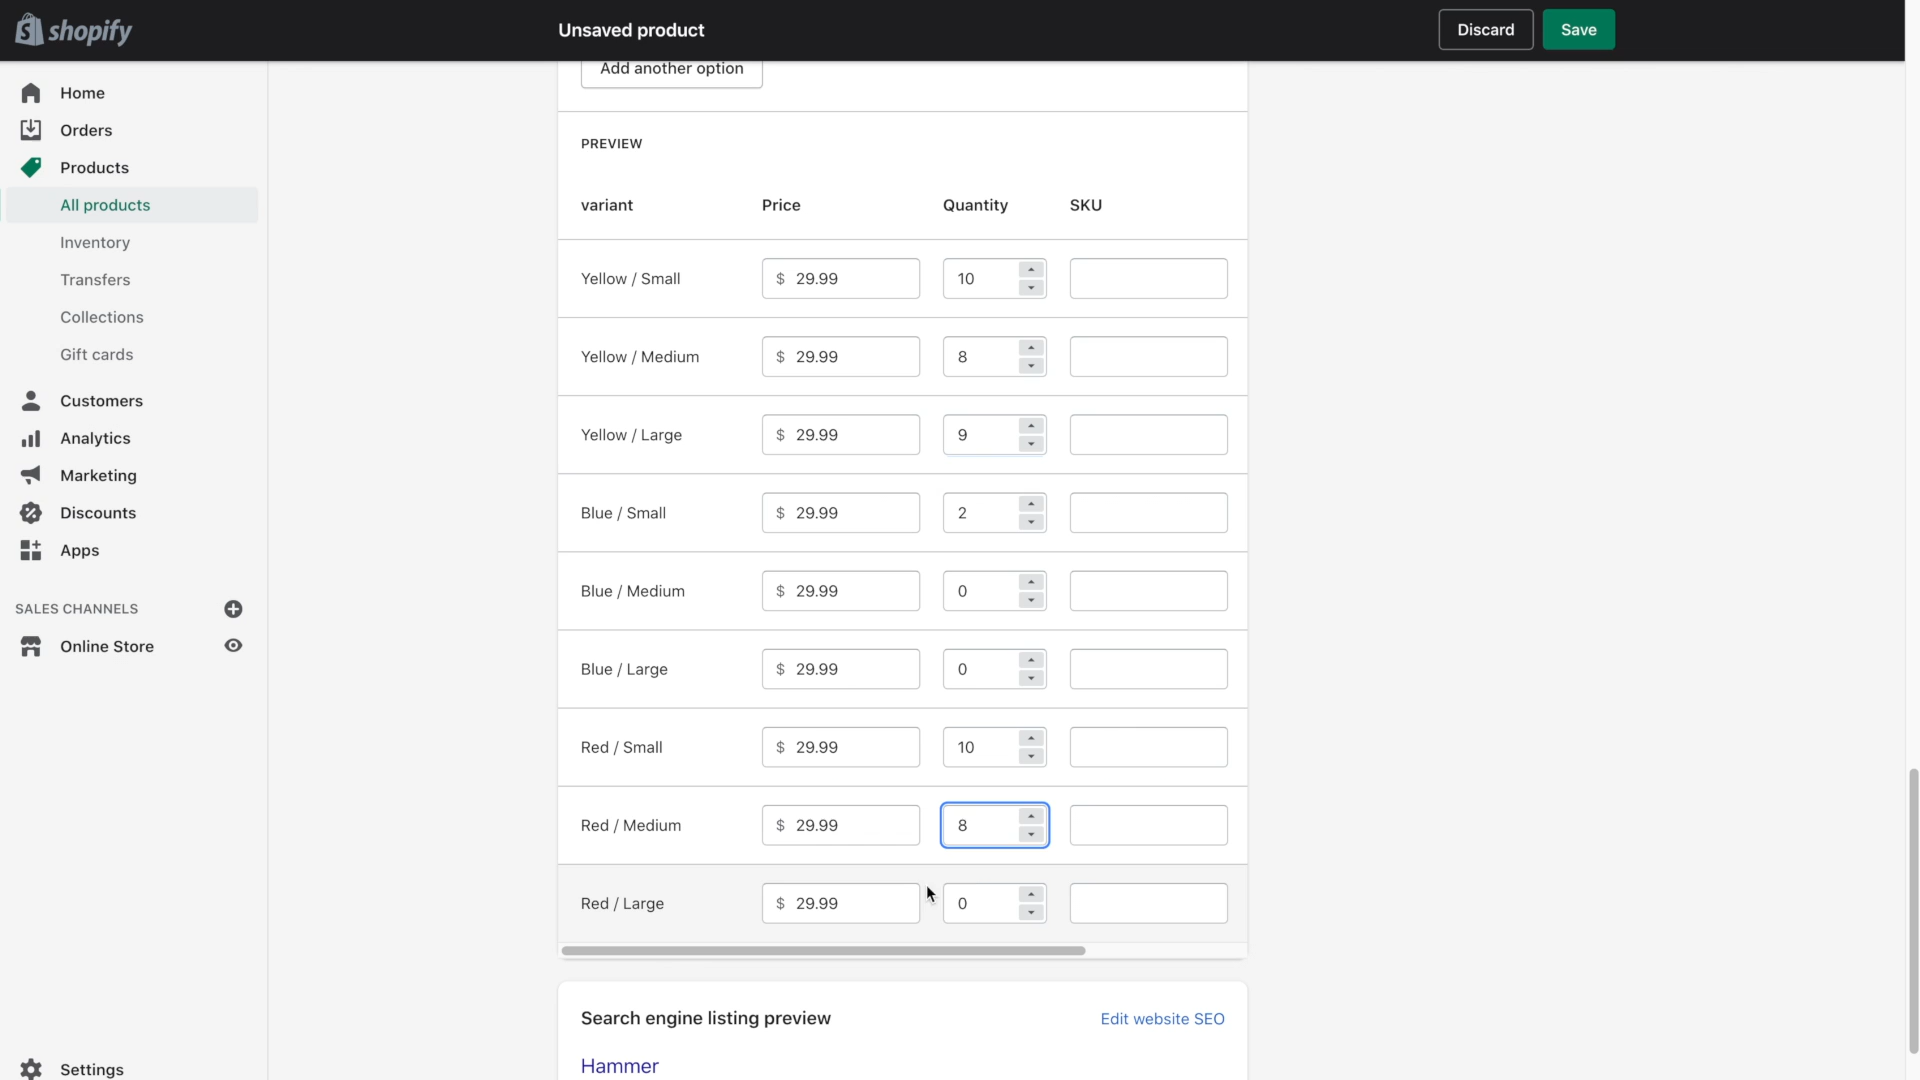 shopify
Unsaved product
Discard
Save
Home
Orders
Products
All products
Inventory
Transfers
Collections
Gift cards
Customers
Analytics
Marketing
Discounts
Apps
SALES CHANNELS
Online Store
Settings
Add another option
PREVIEW
variant Price Quantity SKU
Yellow / Small $ 29.99 10
Yellow / Medium $ 29.99 8
Yellow / Large $ 29.99 9
Blue / Small $ 29.99 2
Blue / Medium $ 29.99 0
Blue / Large $ 29.99 0
Red / Small $ 29.99 10
Red / Medium $ 29.99 8
Red / Large $ 29.99 0
Search engine listing preview
Edit website SEO
Hammer